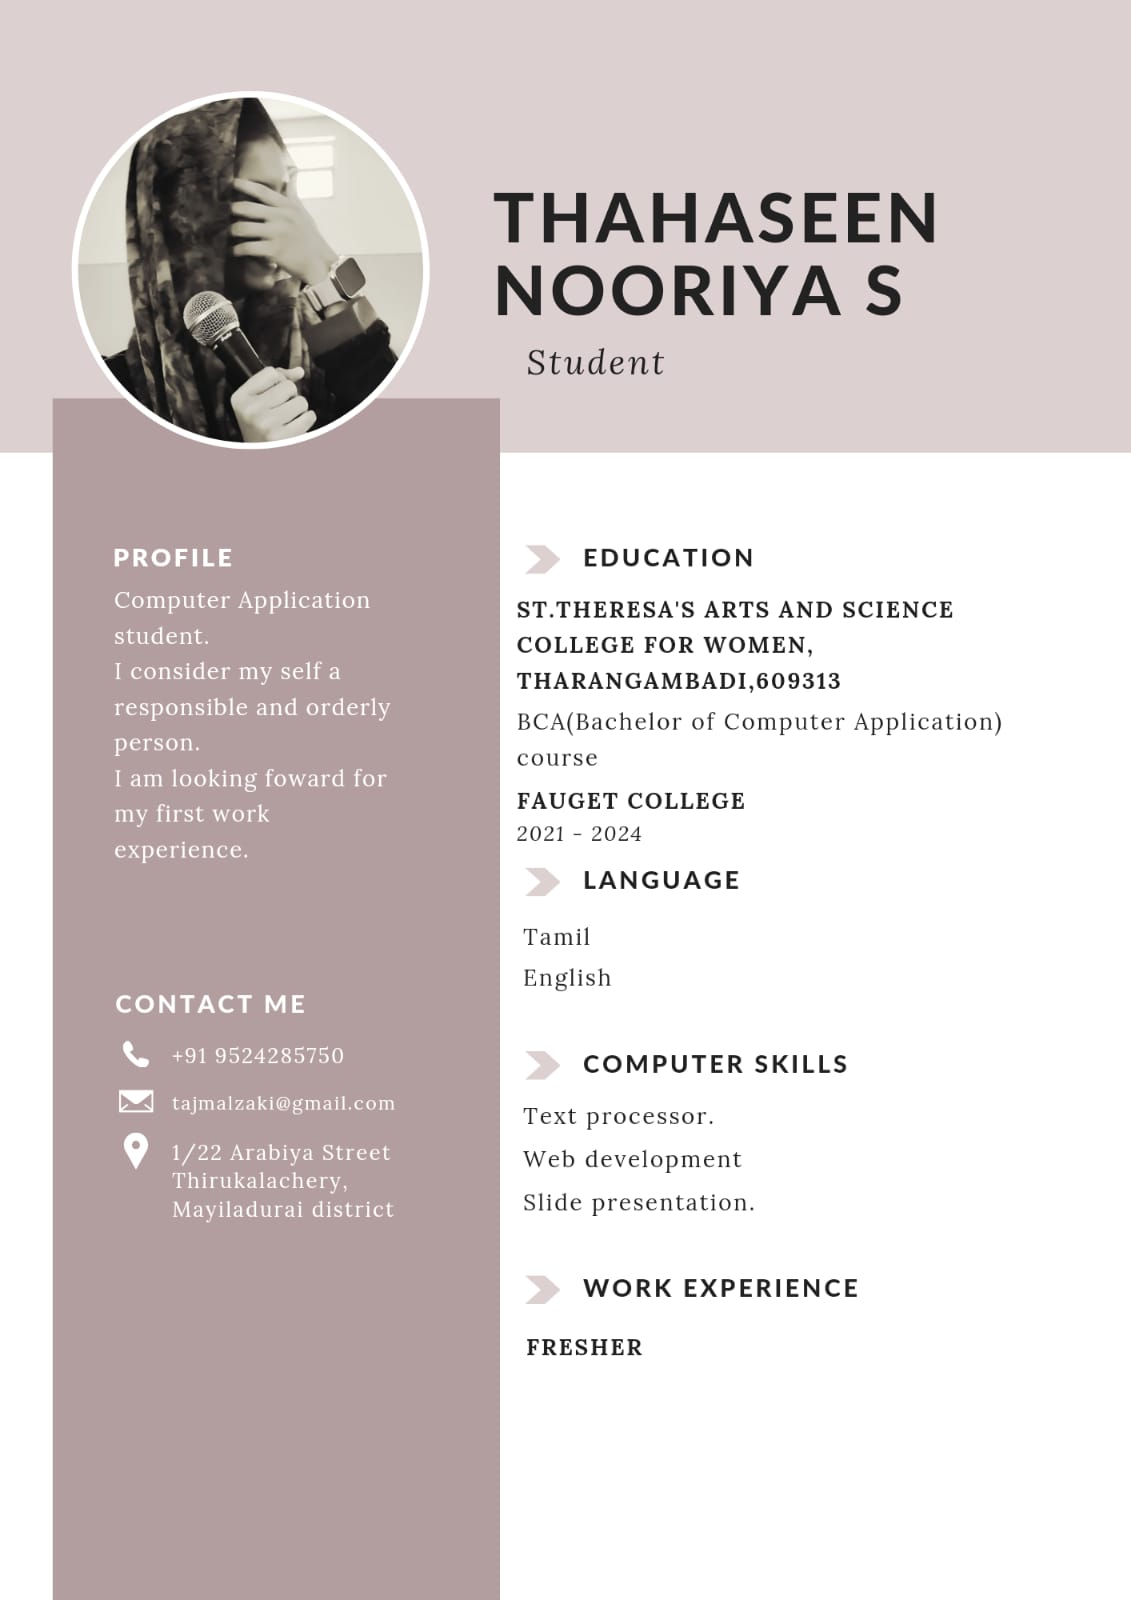 THAHASEEN
NOORIYA S
Student
PROFILE
Computer Application
student.
I consider my self a
responsible and orderly
person.
I am looking foward for
my first work
experience.
CONTACT ME
+91 9524285750
tajmalzaki@gmail.com
1/22 Arabiya Street
Thirukalachery,
Mayiladurai district
EDUCATION
ST.THERESA'S ARTS AND SCIENCE
COLLEGE FOR WOMEN,
THARANGAMBADI,609313
BCA(Bachelor of Computer Application)
course
FAUGET COLLEGE
2021 - 2024
LANGUAGE
Tamil
English
COMPUTER SKILLS
Text processor.
Web development
Slide presentation.
WORK EXPERIENCE
FRESHER